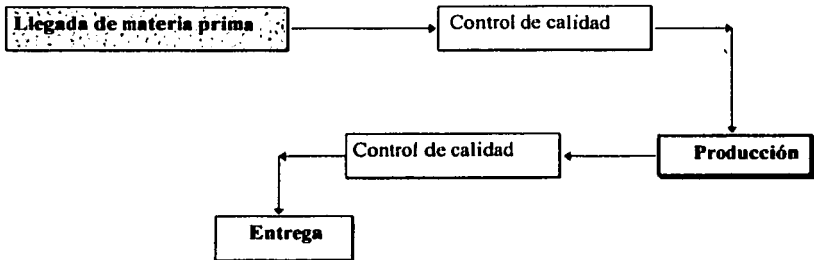 Llegada de materia prima
Control de calidad
Producción
Control de calidad
Entrega